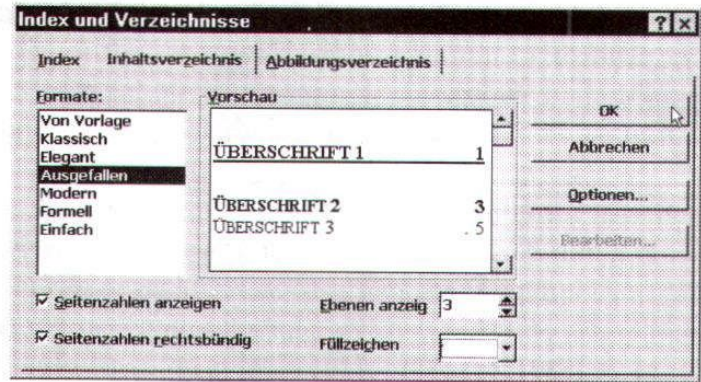 Index und Verzeichnisse
Index Inhaltsverzeichnis Abbildungsverzeichnis
Formate:
Von Vorlage
Klassisch
Elegant
Ausgefallen
Modern
Formell
Einfach
Vorschau
ÜBERSCHRIFT 1 1
ÜBERSCHRIFT 2 3
ÜBERSCHRIFT 3 5
OK
Abbrechen
Optionen...
Bearbeiten...
Seitenzahlen anzeigen
Ebenen anzeig 3
Seitenzahlen rechtsbündig
Füllzeichen